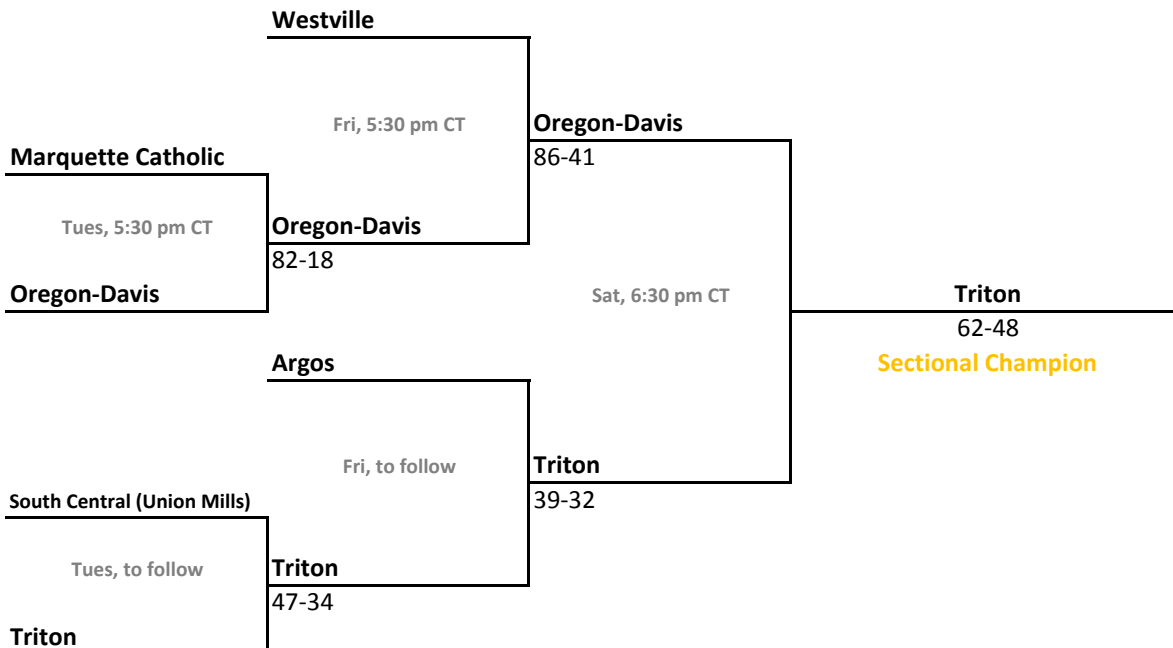 Westville
Fri, 5:30 pm CT
Oregon-Davis
86-41
Marquette Catholic
Tues, 5:30 pm CT
Oregon-Davis
82-18
Oregon-Davis
Sat, 6:30 pm CT
Triton
62-48
Sectional Champion
Argos
Fri, to follow
Triton
39-32
South Central (Union Mills)
Tues, to follow
Triton
47-34
Triton